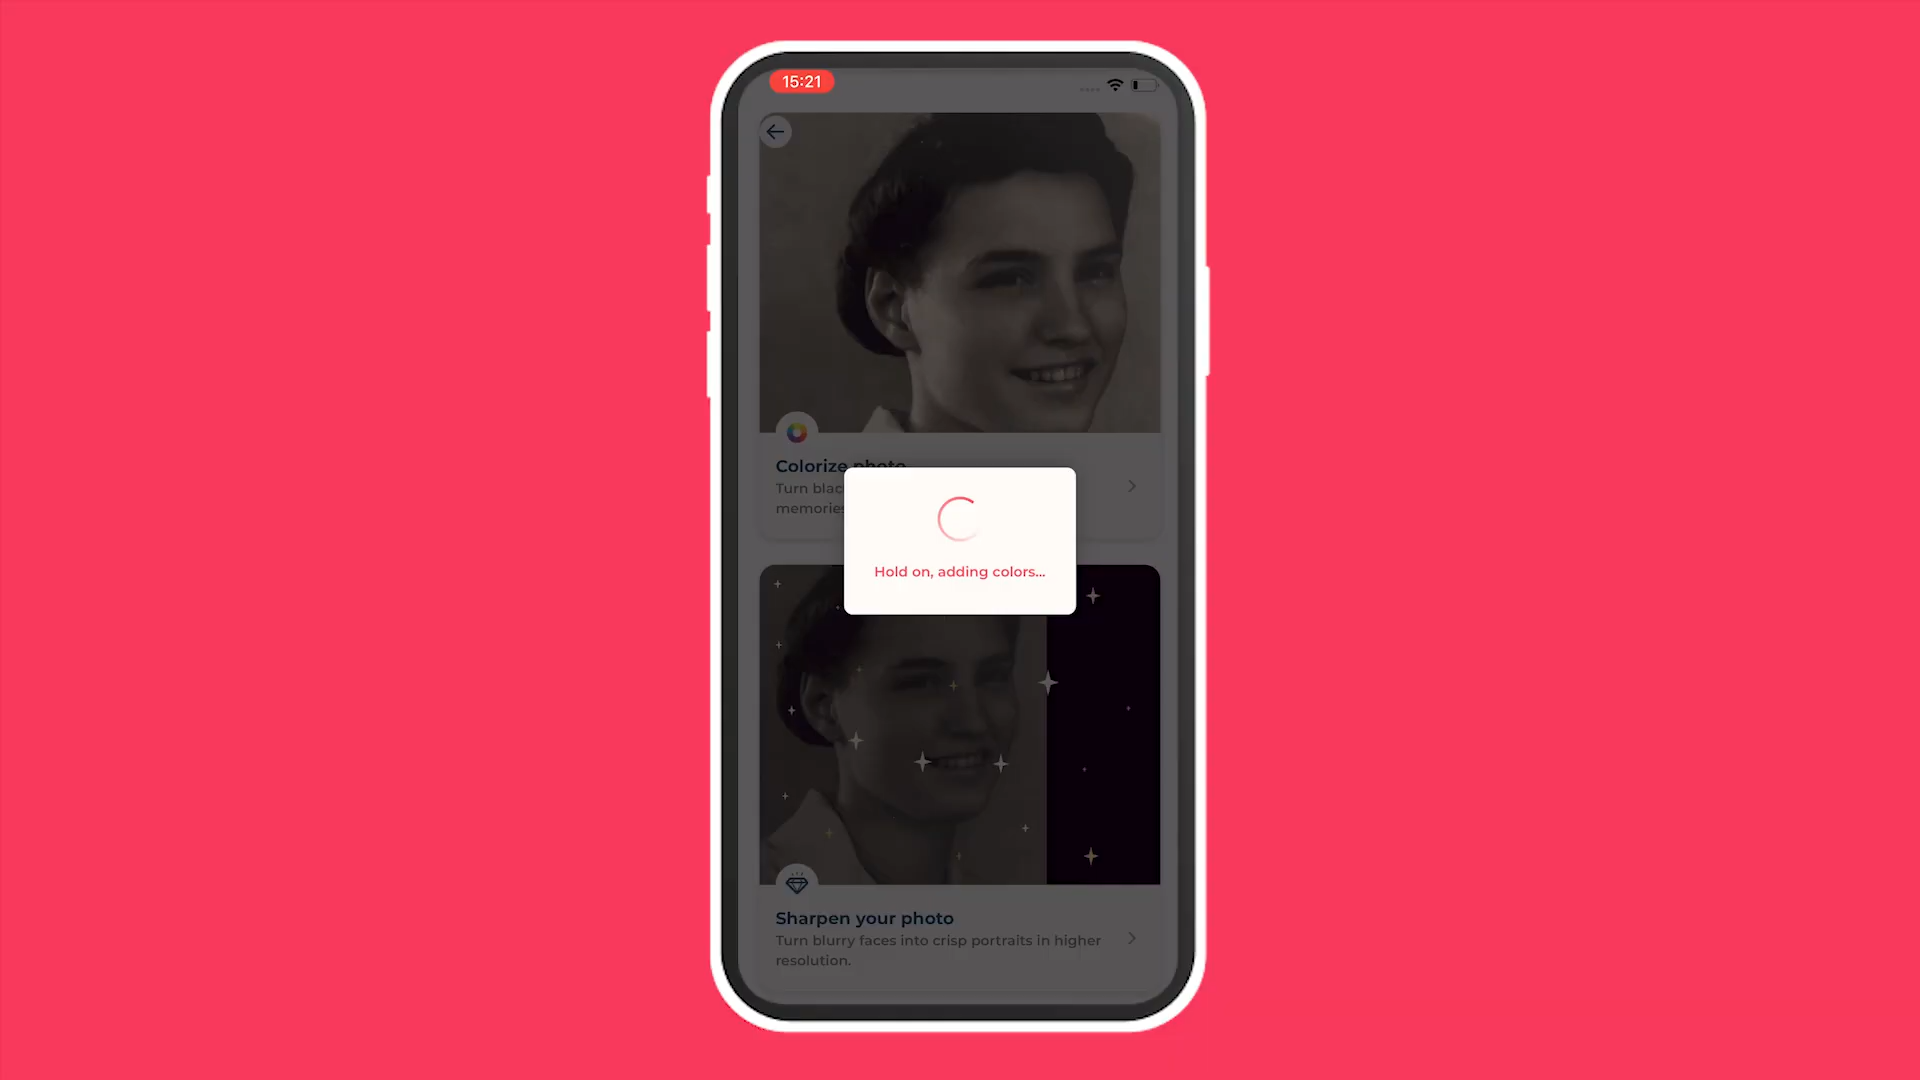 15:21
Colorize photo
Turn blac
memories
Hold on, adding colors...
Sharpen your photo
Turn blurry faces into crisp portraits in higher
resolution.